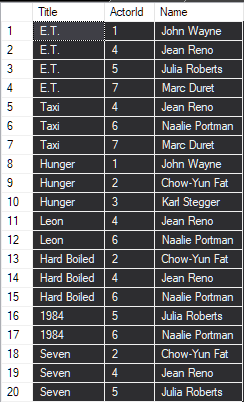 Title ActorId Name
1 E.T. 1 John Wayne
2 E.T. 4 Jean Reno
3 E.T. 5 Julia Roberts
4 E.T. 7 Marc Duret
5 Taxi 4 Jean Reno
6 Taxi 6 Naalie Portman
7 Taxi 7 Marc Duret
8 Hunger 1 John Wayne
9 Hunger 2 Chow-Yun Fat
10 Hunger 3 Karl Stegger
11 Leon 4 Jean Reno
12 Leon 6 Naalie Portman
13 Hard Boiled 2 Chow-Yun Fat
14 Hard Boiled 4 Jean Reno
15 Hard Boiled 6 Naalie Portman
16 1984 5 Julia Roberts
17 1984 6 Naalie Portman
18 Seven 2 Chow-Yun Fat
19 Seven 4 Jean Reno
20 Seven 5 Julia Roberts